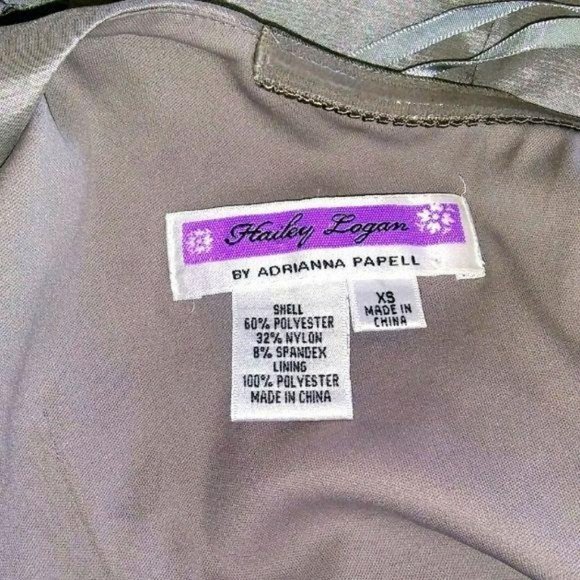 Hailey Logan
BY ADRIANNA PAPELL
XS
MADE IN
CHINA
SHELL
60% POLYESTER
32% NYLON
8% SPANDEX
LINING
100% POLYESTER
MADE IN CHINA